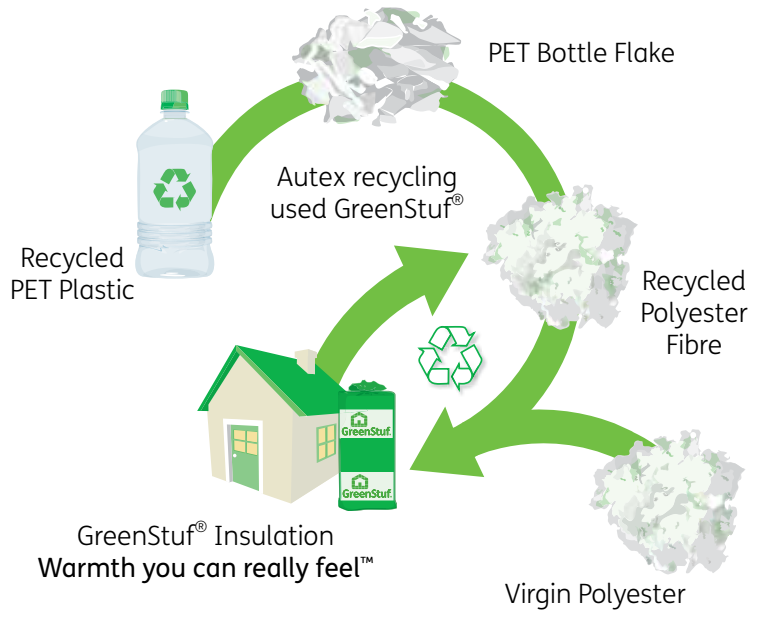 PET Bottle Flake
Autex recycling
used GreenStuf®
Recycled
PET Plastic
Recycled
Polyester
Fibre
GreenStuf
GreenStuf
GreenStuf® Insulation
Warmth you can really feel™
Virgin Polyester